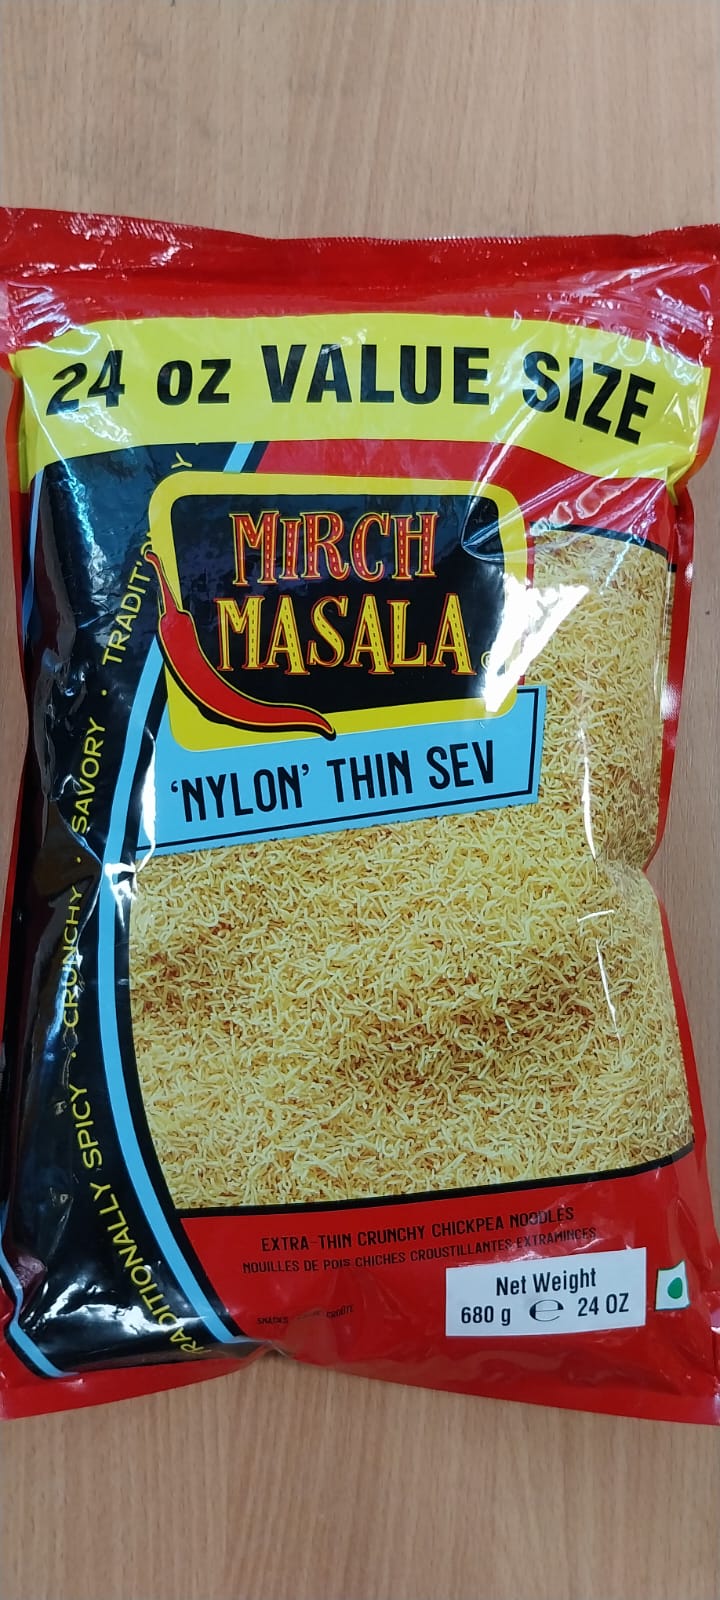 24 oz VALUE SIZE
MiRCH
MASALA
'NYLON' THIN SEV
TRADITIONALLY SPICY · CRUNCHY · SAVORY ·
EXTRA-THIN CRUNCHY CHICKPEA NOODLES
NOUILLES DE POIS CHICHES CROUSTILLANTES EXTRAMINCES
SNACKS
Net Weight
680 g e 24 OZ